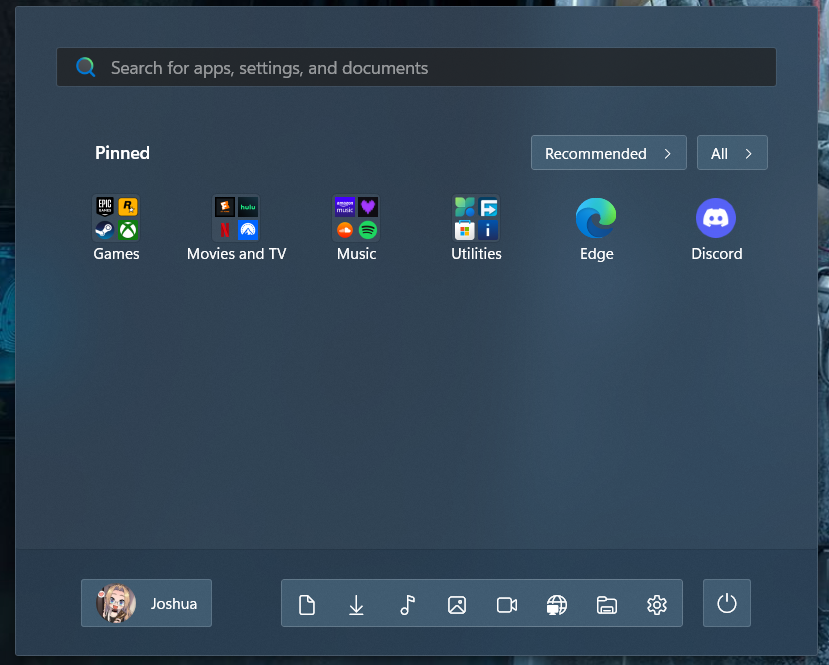 Search for apps, settings, and documents
Pinned
Recommended
All
EPIC
GAMES
R
hulu
amazon
music
Games
Movies and TV
Music
Utilities
Edge
Discord
Joshua